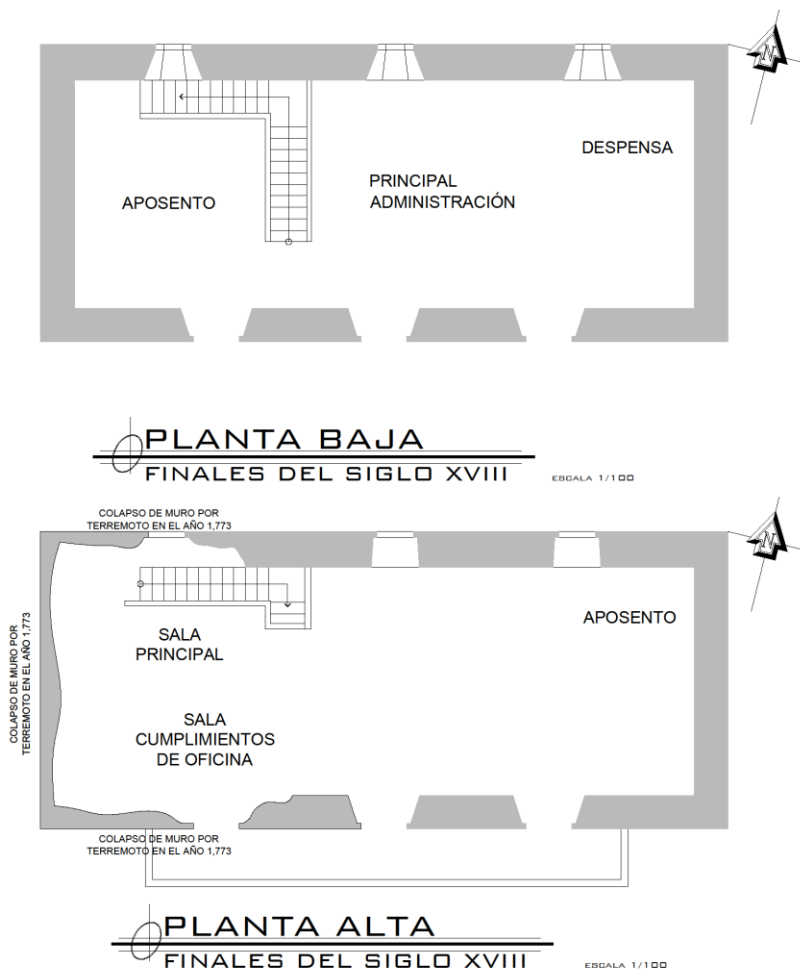 N
DESPENSA
PRINCIPAL
ADMINISTRACIÓN
APOSENTO
PLANTA BAJA
FINALES DEL SIGLO XVIII
ESCALA 1/100
COLAPSO DE MURO POR
TERREMOTO EN EL AÑO 1,773
N
APOSENTO
SALA
PRINCIPAL
COLAPSO DE MURO POR
TERREMOTO EN EL AÑO 1,773
SALA
CUMPLIMIENTOS
DE OFICINA
COLAPSO DE MURO POR
TERREMOTO EN EL AÑO 1,773
PLANTA ALTA
FINALES DEL SIGLO XVIII
ESCALA 1/100